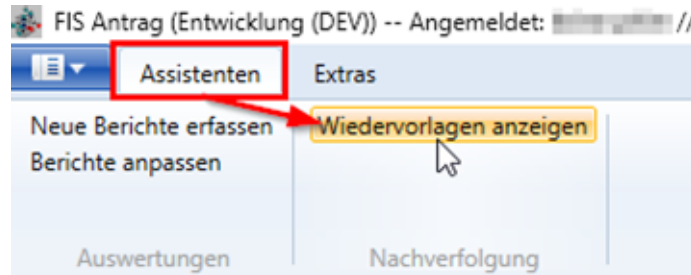 FIS Antrag (Entwicklung (DEV)) -- Angemeldet: //
Assistenten Extras
Neue Berichte erfassen Wiedervorlagen anzeigen
Berichte anpassen
Auswertungen Nachverfolgung